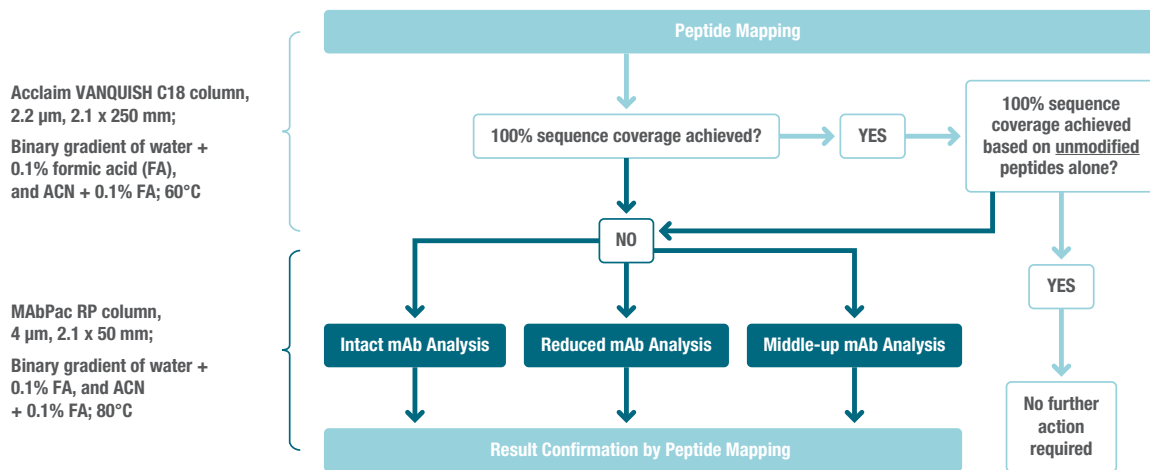 Peptide Mapping
Acclaim VANQUISH C18 column,
2.2 µm, 2.1 x 250 mm;
Binary gradient of water +
0.1% formic acid (FA),
and ACN + 0.1% FA; 60°C
100% sequence coverage achieved?
YES
100% sequence
coverage achieved
based on unmodified
peptides alone?
NO
YES
MAbPac RP column,
4 µm, 2.1 x 50 mm;
Binary gradient of water +
0.1% FA, and ACN
+ 0.1% FA; 80°C
Intact mAb Analysis
Reduced mAb Analysis
Middle-up mAb Analysis
No further
action
required
Result Confirmation by Peptide Mapping